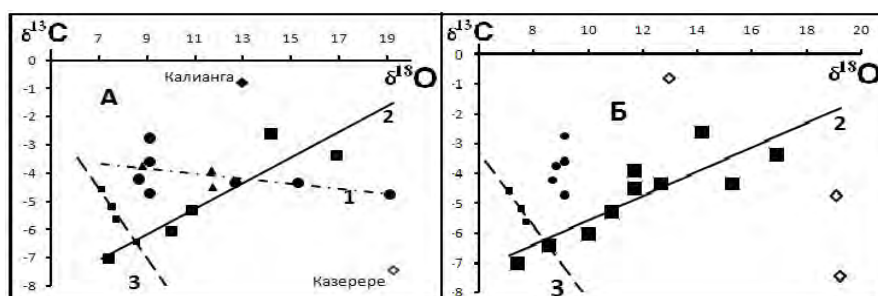 δ13C 7 9 11 13 15 17 19
0 Калианга δ18O
-1 А
-2 2
-3
-4
-5 1
-6
-7 3 Казерере
-8
δ13C 6 8 10 12 14 16 18 20
0 δ18O
-1 Б
-2
-3 2
-4
-5
-6
-7
-8 3